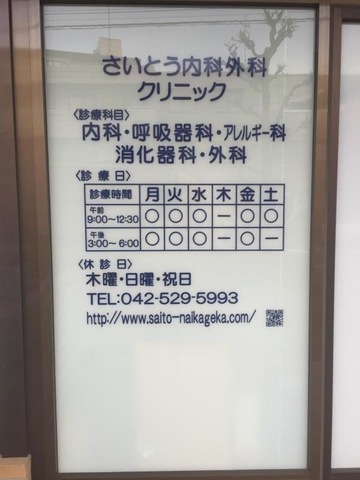 さいとう内科外科
クリニック
〈診療科目〉
内科・呼吸器科・アレルギー科
消化器科・外科
〈診療日〉
診療時間 月 火 水 木 金 土
午前 9:00～12:30 ○ ○ ○ － ○ ○
午後 3:00～6:00 ○ ○ ○ － ○ －
〈休診日〉
木曜・日曜・祝日
TEL:042-529-5993
http://www.saito-naikageka.com/